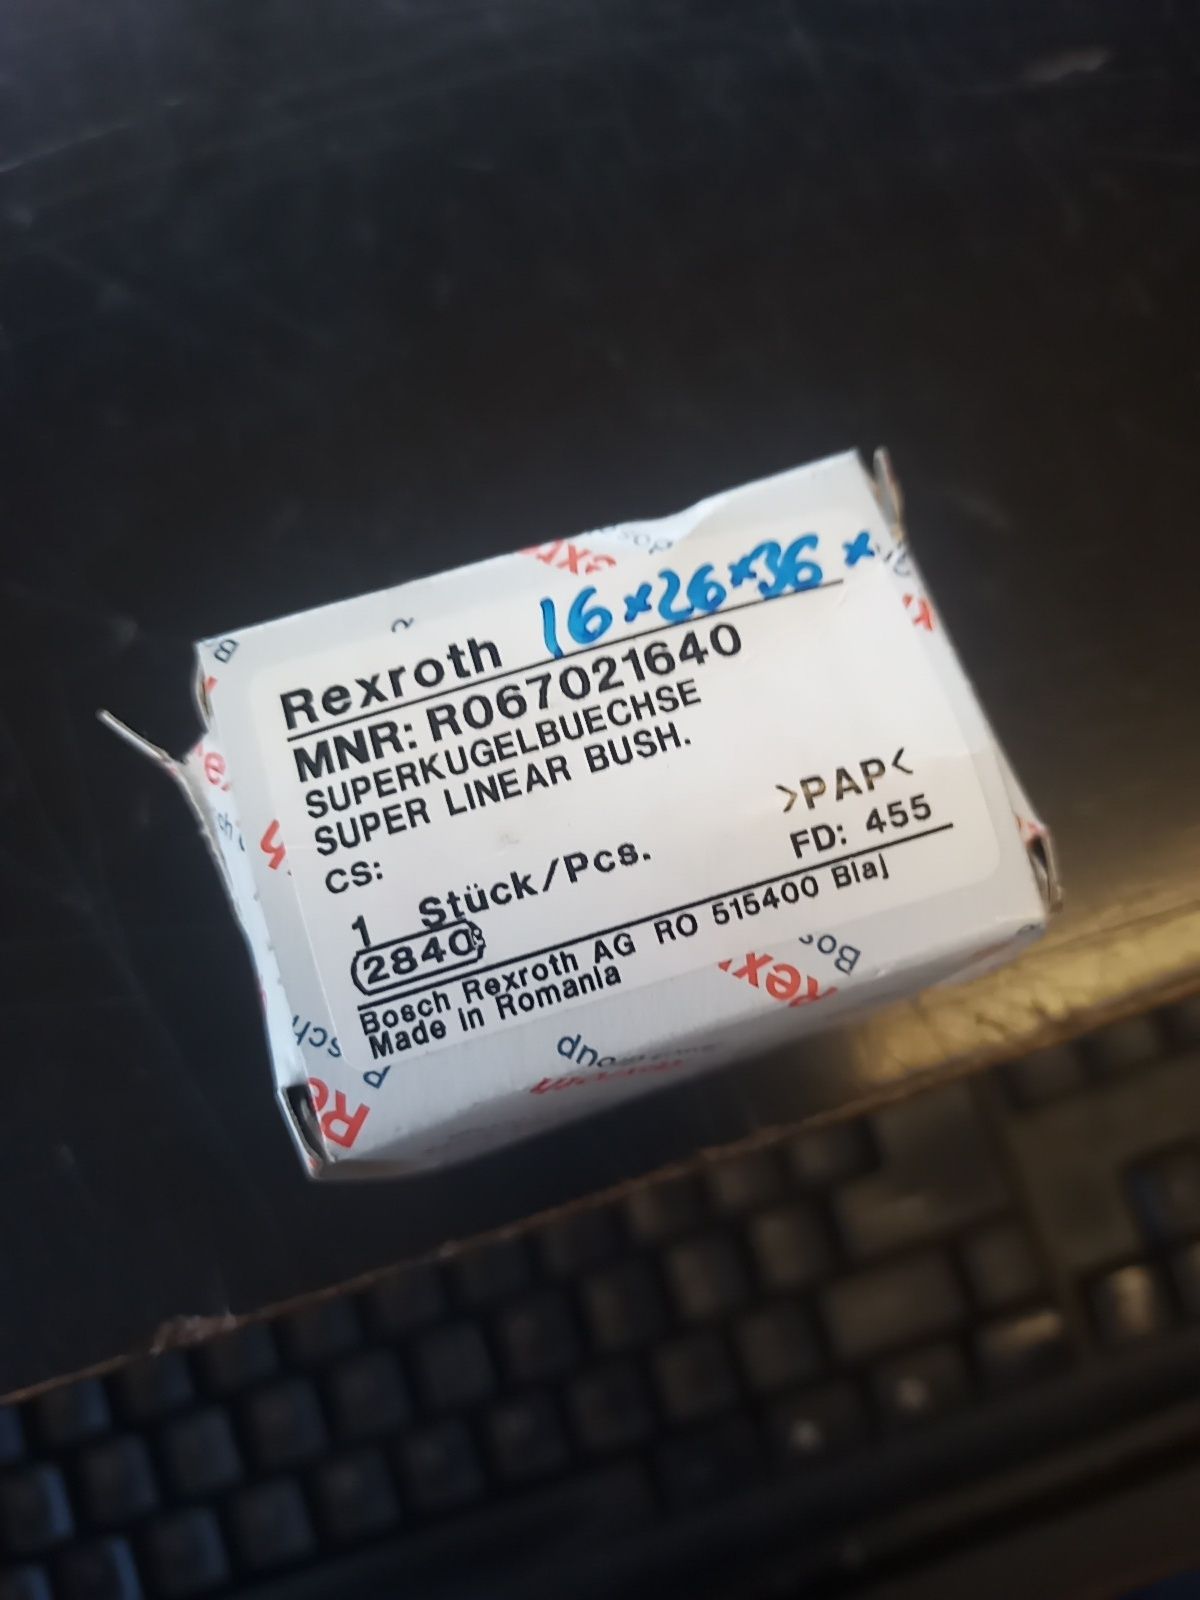 16×26×36×
Rexroth
MNR: R067021640
SUPERKUGELBUECHSE
SUPER LINEAR BUSH.
>PAP<
CS:
FD: 455
1 Stück/Pcs.
2840
Bosch Rexroth AG RO 515400 Blaj
Made in Romania